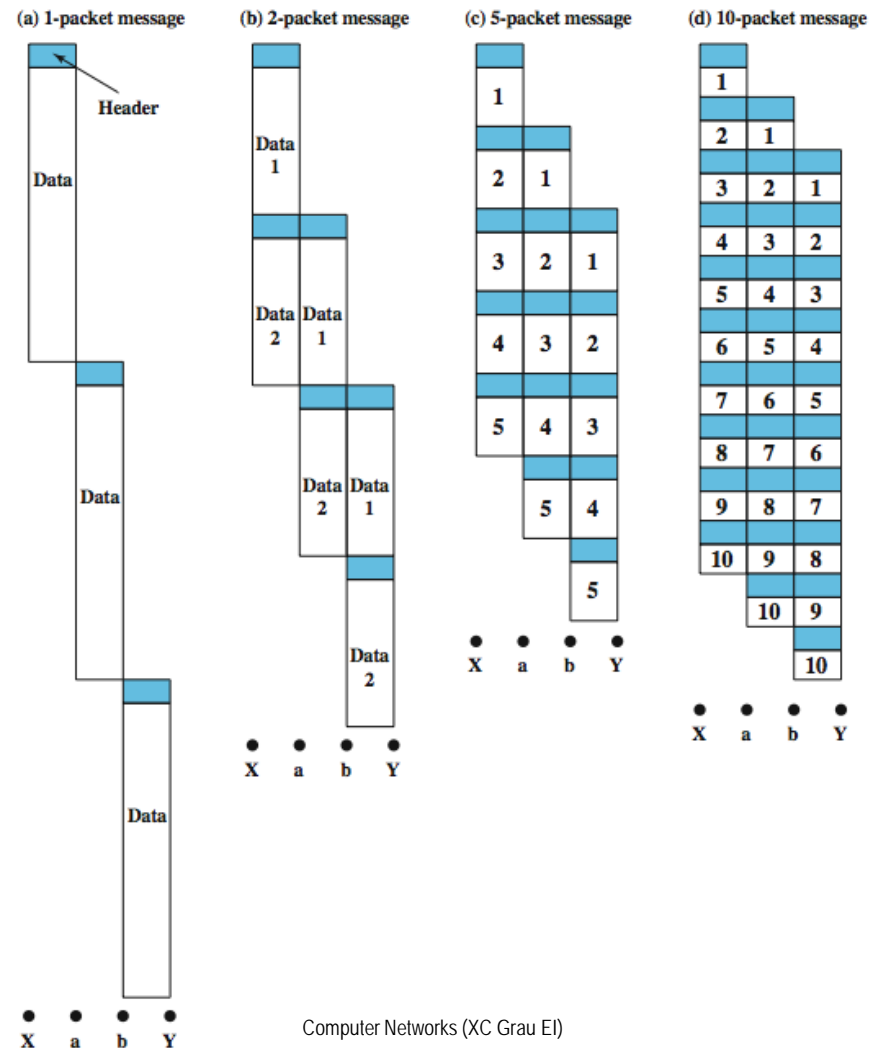 (a) 1-packet message
Header
Data
Data
Data
X a b Y
(b) 2-packet message
Data
1
Data Data
2 1
Data Data
2 1
Data
2
X a b Y
(c) 5-packet message
1
2 1
3 2 1
4 3 2
5 4 3
5 4
5
X a b Y
(d) 10-packet message
1
2 1
3 2 1
4 3 2
5 4 3
6 5 4
7 6 5
8 7 6
9 8 7
10 9 8
10 9
10
X a b Y
Computer Networks (XC Grau EI)